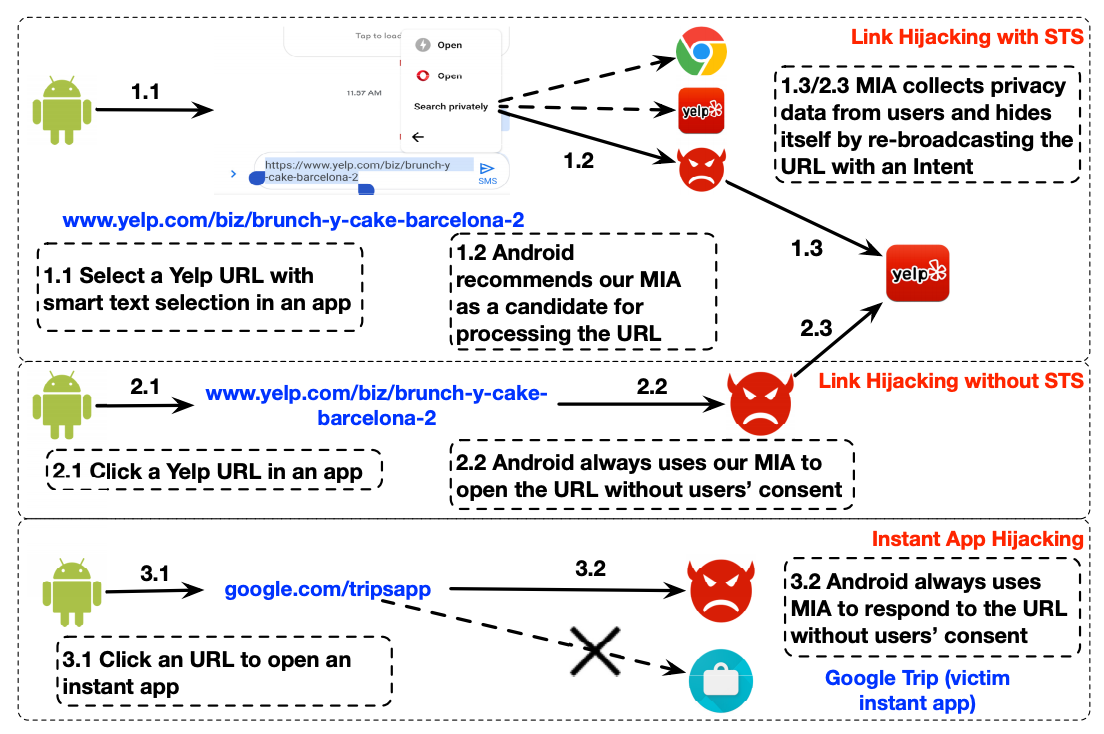 Link Hijacking with STS
1.1
Tap to load
Open
Open
11:57 AM
Search privately
https://www.yelp.com/biz/brunch-y
-cake-barcelona-2
SMS
yelp
1.2
1.3/2.3 MIA collects privacy
data from users and hides
itself by re-broadcasting the
URL with an Intent
www.yelp.com/biz/brunch-y-cake-barcelona-2
1.1 Select a Yelp URL with
smart text selection in an app
1.2 Android
recommends our MIA
as a candidate for
processing the URL
1.3
yelp
2.3
Link Hijacking without STS
2.1
www.yelp.com/biz/brunch-y-cake-
barcelona-2
2.2
2.1 Click a Yelp URL in an app
2.2 Android always uses our MIA to
open the URL without users’ consent
Instant App Hijacking
3.1
google.com/tripsapp
3.2
3.2 Android always uses
MIA to respond to the URL
without users’ consent
3.1 Click an URL to open an
instant app
Google Trip (victim
instant app)